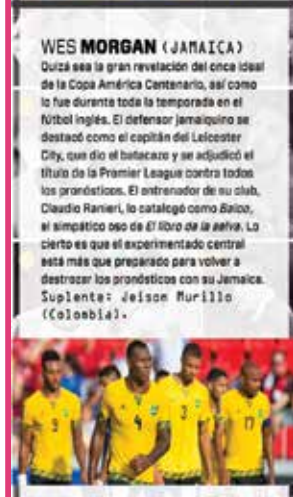 WES MORGAN (JAMAICA)
Quizá sea la gran revelación del once ideal
de la Copa América Centenario, así como
lo fue durante toda la temporada en el
fútbol inglés. El defensor jamaiquino se
destacó como el capitán del Leicester
City, que dio el batacazo y se adjudicó el
título de la Premier League contra todos
los pronósticos. El entrenador de su club,
Claudio Ranieri, lo catalogó como Baloo,
el simpático oso de El libro de la selva. Lo
cierto es que el experimentado central
está más que preparado para volver a
destrozar los pronósticos con su Jamaica.
Suplente: Jeison Murillo
(Colombia).
9 4 3 17